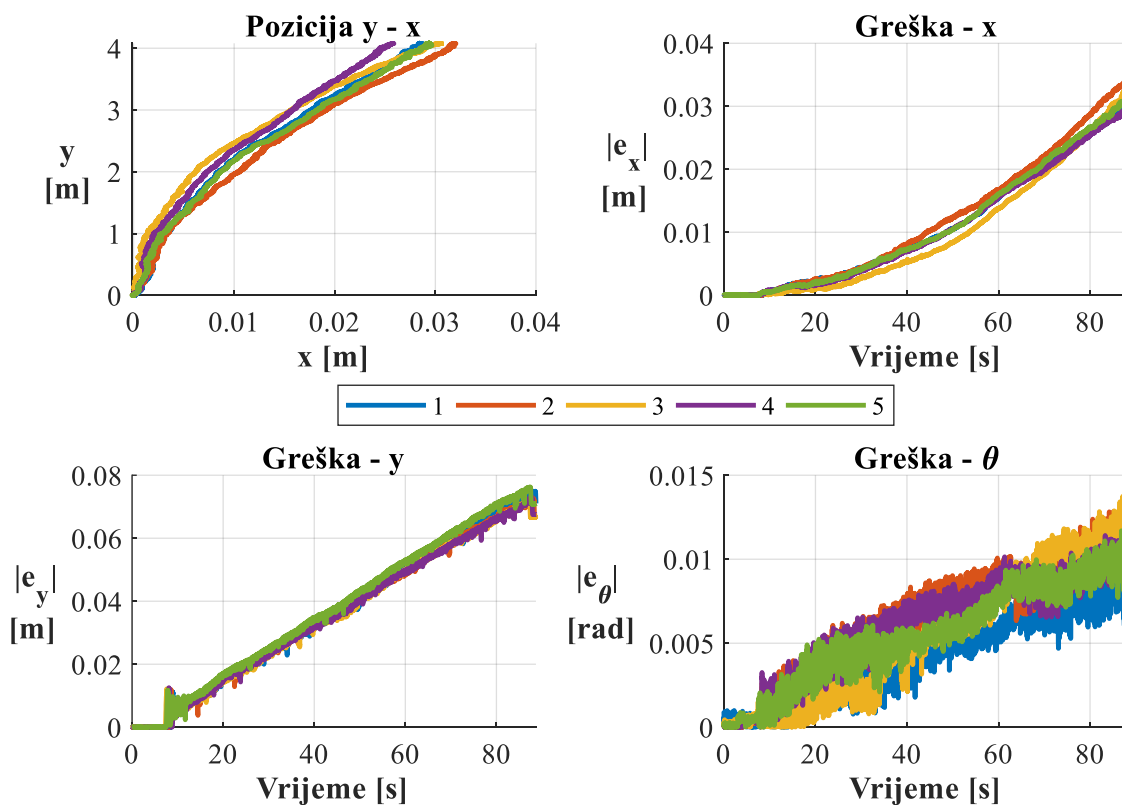 Pozicija y - x
4
3
2
1
0
y
[m]
0 0.01 0.02 0.03 0.04
x [m]
Greška - x
0.04
0.03
0.02
0.01
0
|e_x|
[m]
0 20 40 60 80
Vrijeme [s]
1 2 3 4 5
Greška - y
0.08
0.06
0.04
0.02
0
|e_y|
[m]
0 20 40 60 80
Vrijeme [s]
Greška - θ
0.015
0.01
0.005
0
|e_θ|
[rad]
0 20 40 60 80
Vrijeme [s]